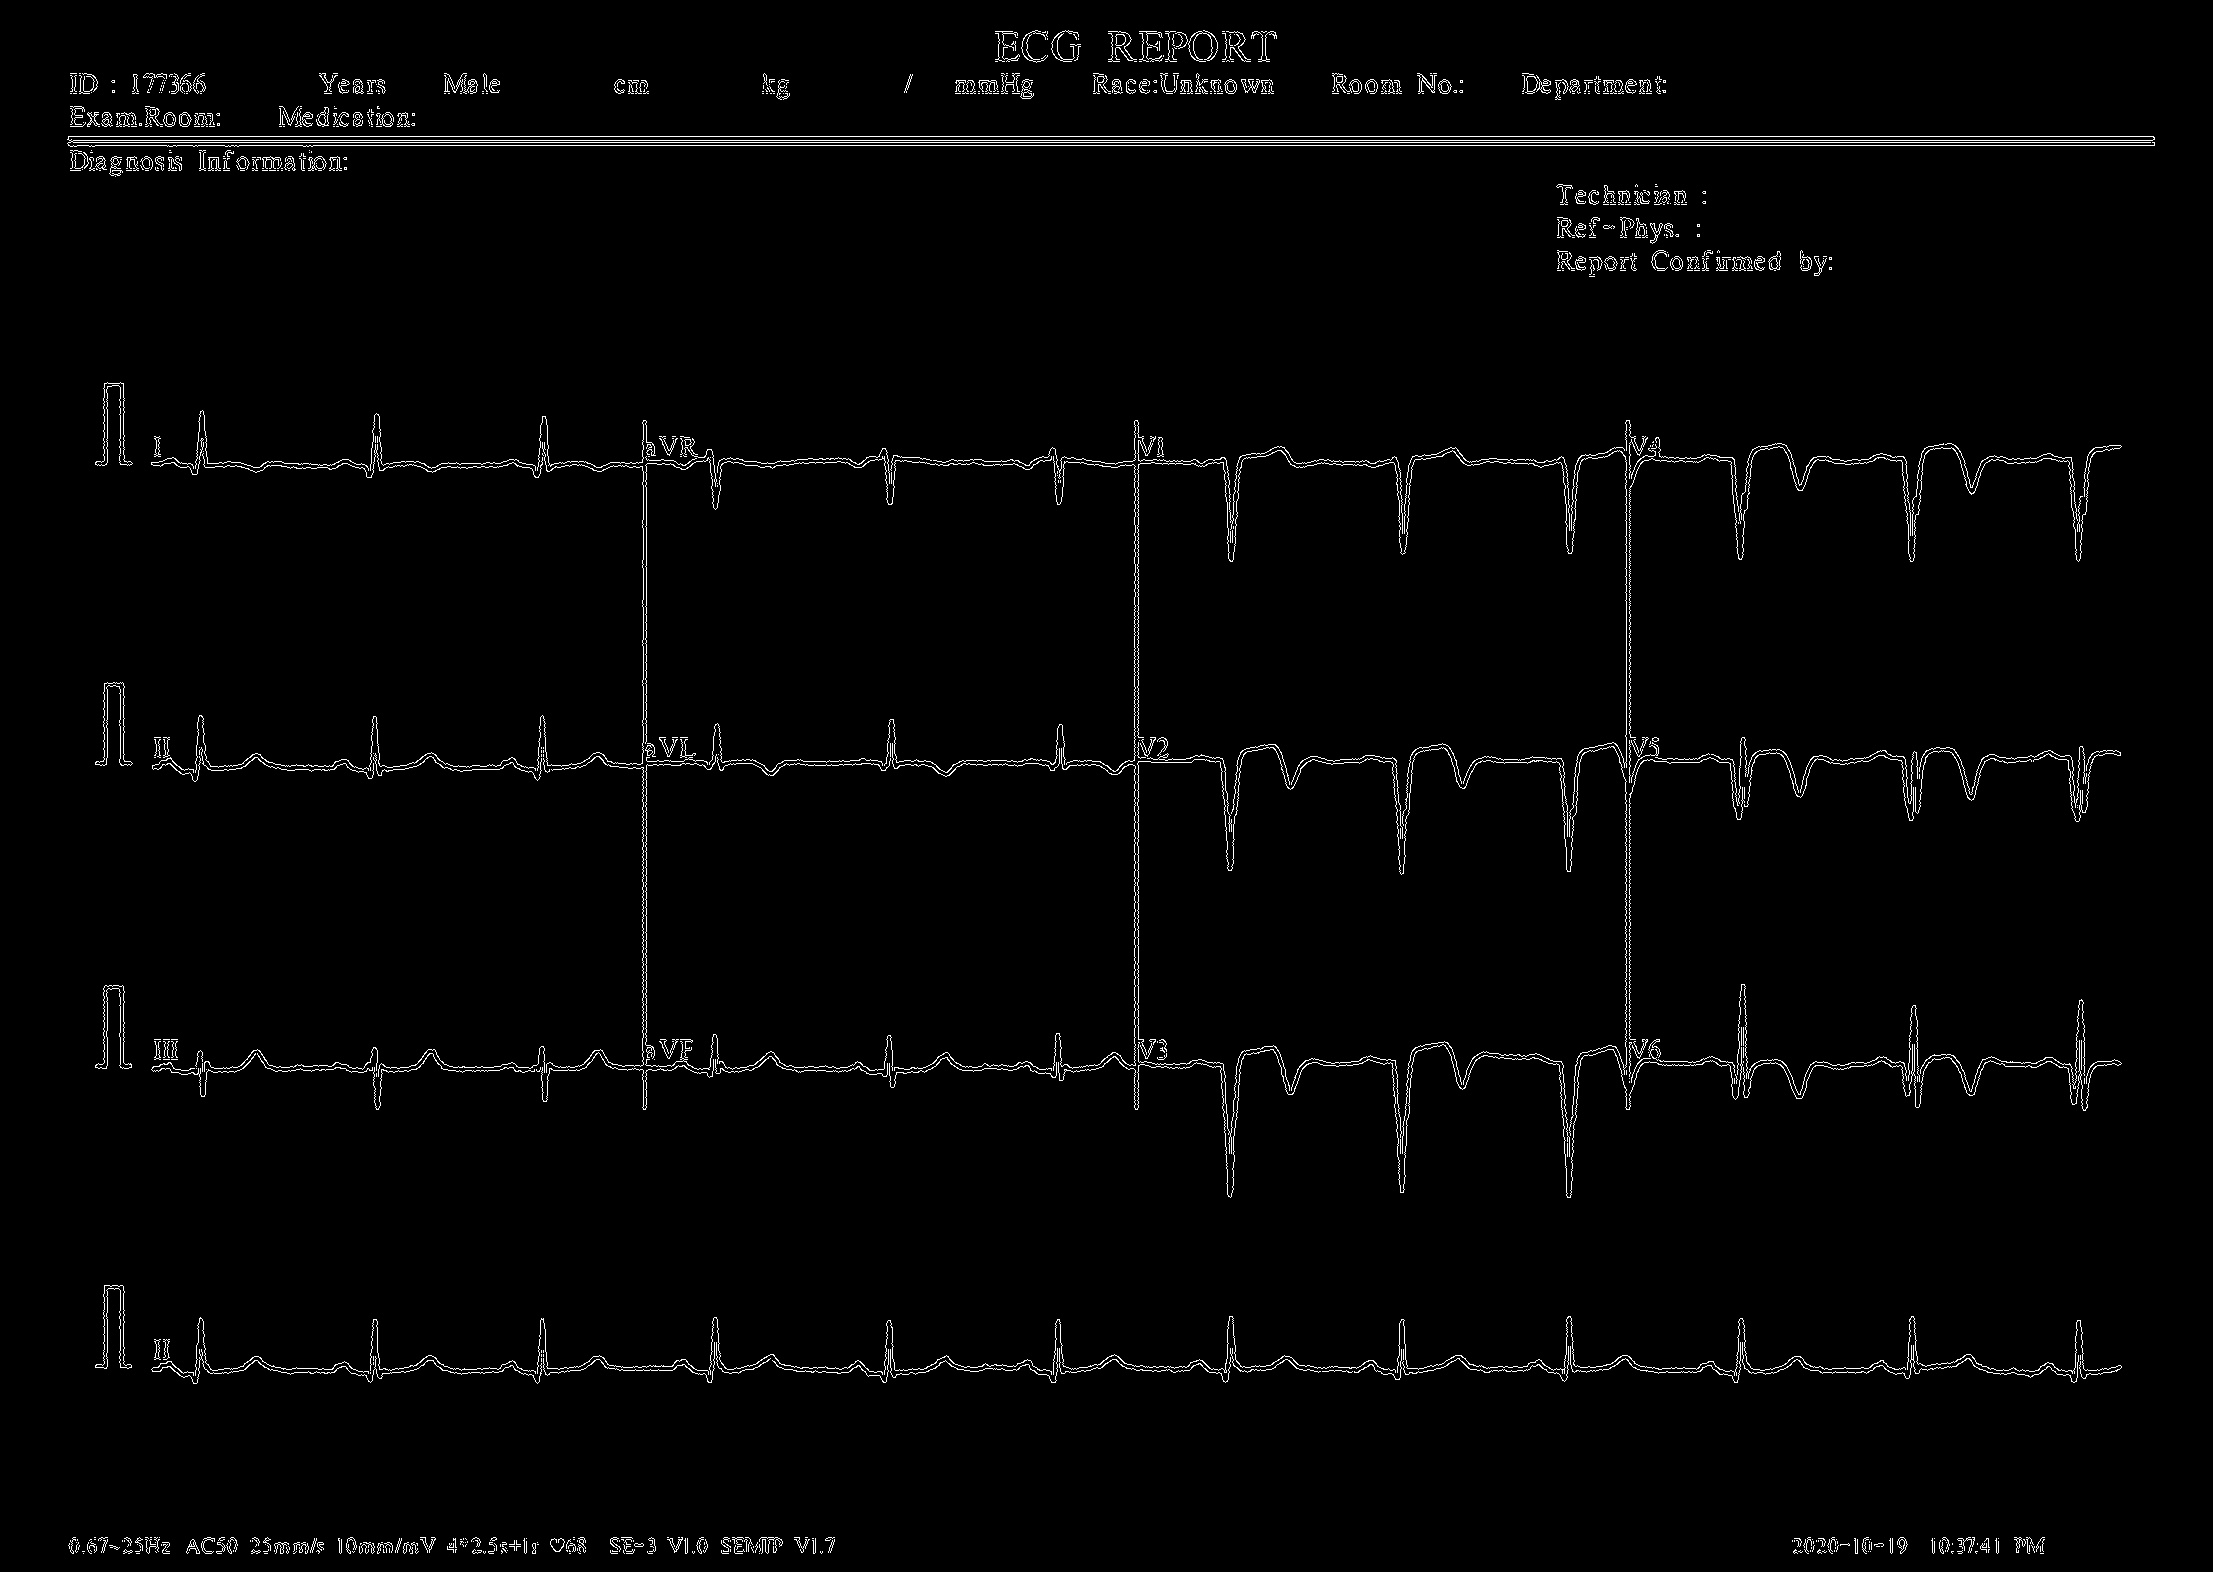 ECG REPORT
ID : 177366 Years Male cm kg / mmHg Race:Unknown Room No.: Department:
Exam.Room: Medication:
Diagnosis Information:
Technician :
Ref-Phys. :
Report Confirmed by:
I aVR V1 V4
II aVL V2 V5
III aVF V3 V6
II
0.67~25Hz AC50 25mm/s 10mm/mV 4*2.5s+1r ♡68 SE-3 V1.0 SEMIP V1.7
2020-10-19 10:37:41 PM